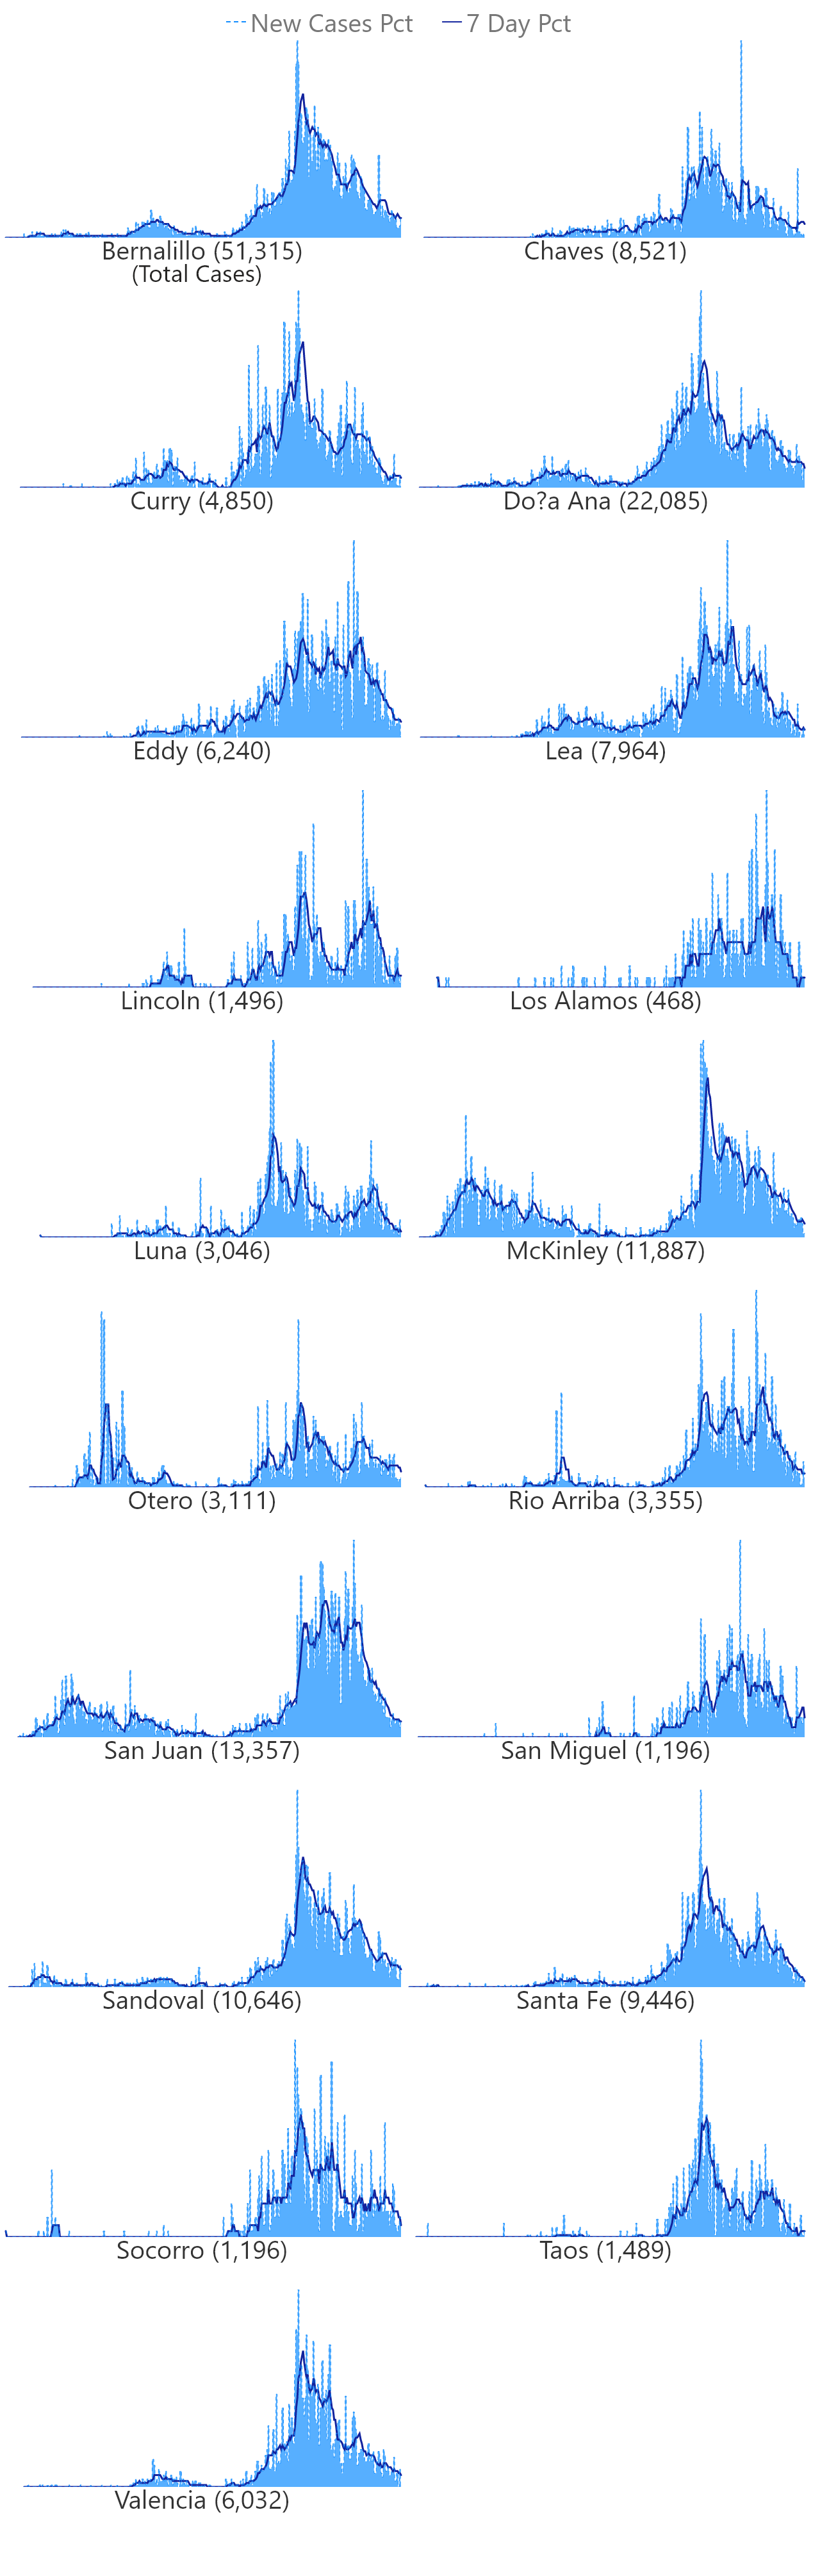 New Cases Pct 7 Day Pct
Bernalillo (51,315) Chaves (8,521)
(Total Cases)
Curry (4,850) Do?a Ana (22,085)
Eddy (6,240) Lea (7,964)
Lincoln (1,496) Los Alamos (468)
Luna (3,046) McKinley (11,887)
Otero (3,111) Rio Arriba (3,355)
San Juan (13,357) San Miguel (1,196)
Sandoval (10,646) Santa Fe (9,446)
Socorro (1,196) Taos (1,489)
Valencia (6,032)